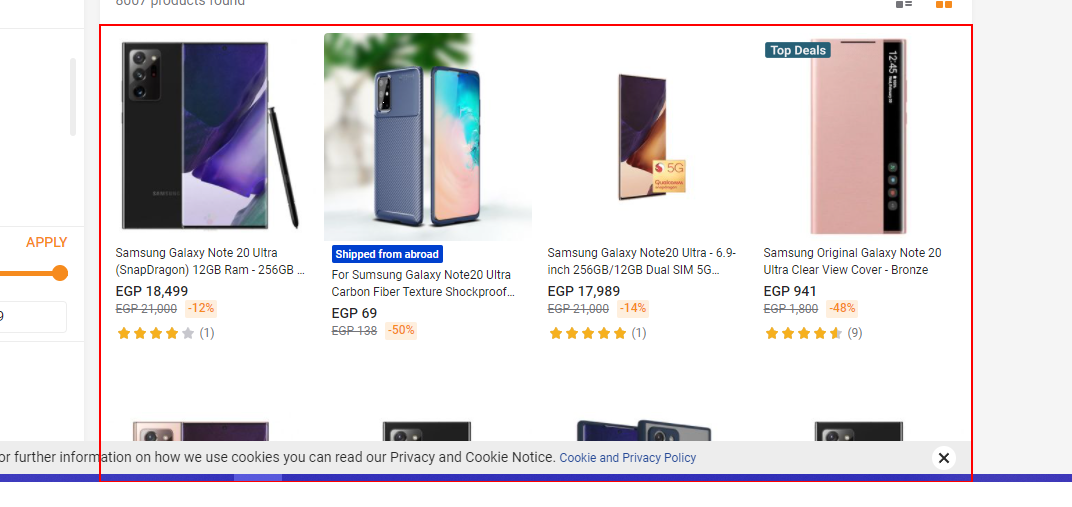 8007 products found
APPLY
9
Top Deals
12:45
SAMSUNG
5G
Qualcomm
snapdragon
Samsung Galaxy Note 20 Ultra
(SnapDragon) 12GB Ram - 256GB ...
EGP 18,499
EGP 21,000 -12%
(1)
Shipped from abroad
For Sumsung Galaxy Note20 Ultra
Carbon Fiber Texture Shockproof...
EGP 69
EGP 138 -50%
Samsung Galaxy Note20 Ultra - 6.9-
inch 256GB/12GB Dual SIM 5G...
EGP 17,989
EGP 21,000 -14%
(1)
Samsung Original Galaxy Note 20
Ultra Clear View Cover - Bronze
EGP 941
EGP 1,800 -48%
(9)
or further information on how we use cookies you can read our Privacy and Cookie Notice. Cookie and Privacy Policy